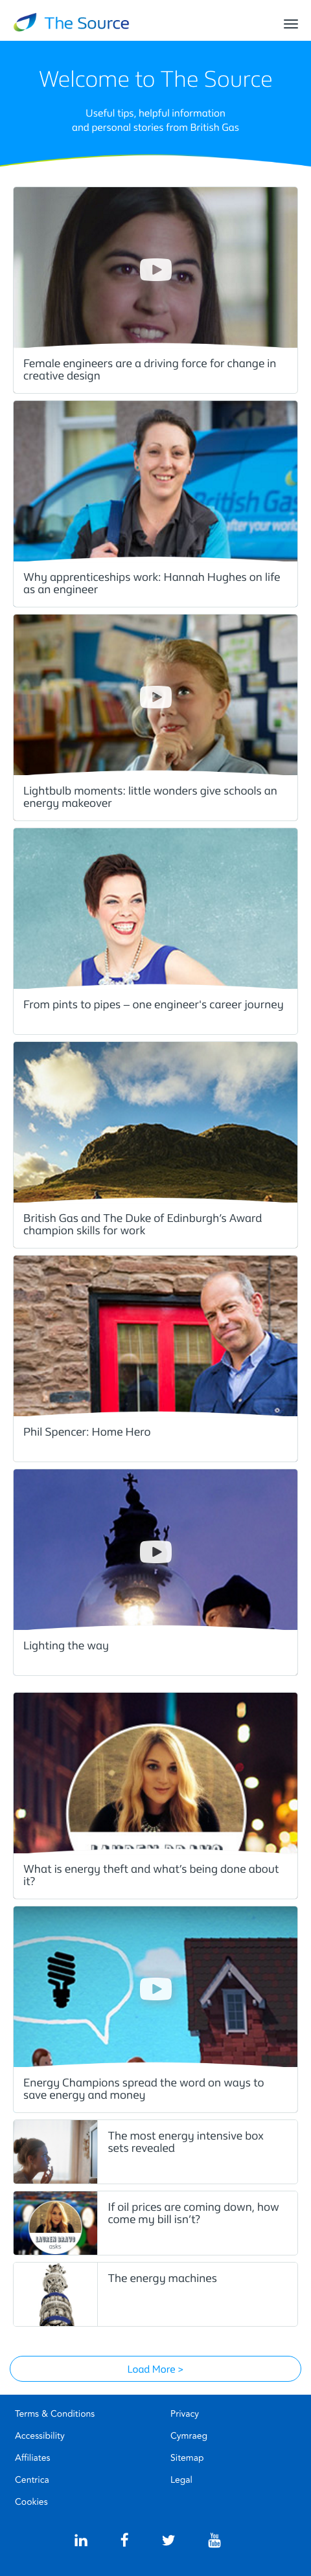 The Source
Welcome to The Source
Useful tips, helpful information
and personal stories from British Gas
Female engineers are a driving force for change in
creative design
British Gas
after your world
Why apprenticeships work: Hannah Hughes on life
as an engineer
Lightbulb moments: little wonders give schools an
energy makeover
From pints to pipes – one engineer's career journey
British Gas and The Duke of Edinburgh’s Award
champion skills for work
Phil Spencer: Home Hero
Lighting the way
What is energy theft and what’s being done about
it?
Energy Champions spread the word on ways to
save energy and money
The most energy intensive box
sets revealed
If oil prices are coming down, how
come my bill isn’t?
LAUREN BRAVO
asks
The energy machines
Load More >
Terms & Conditions
Privacy
Accessibility
Cymraeg
Affiliates
Sitemap
Centrica
Legal
Cookies
You
Tube